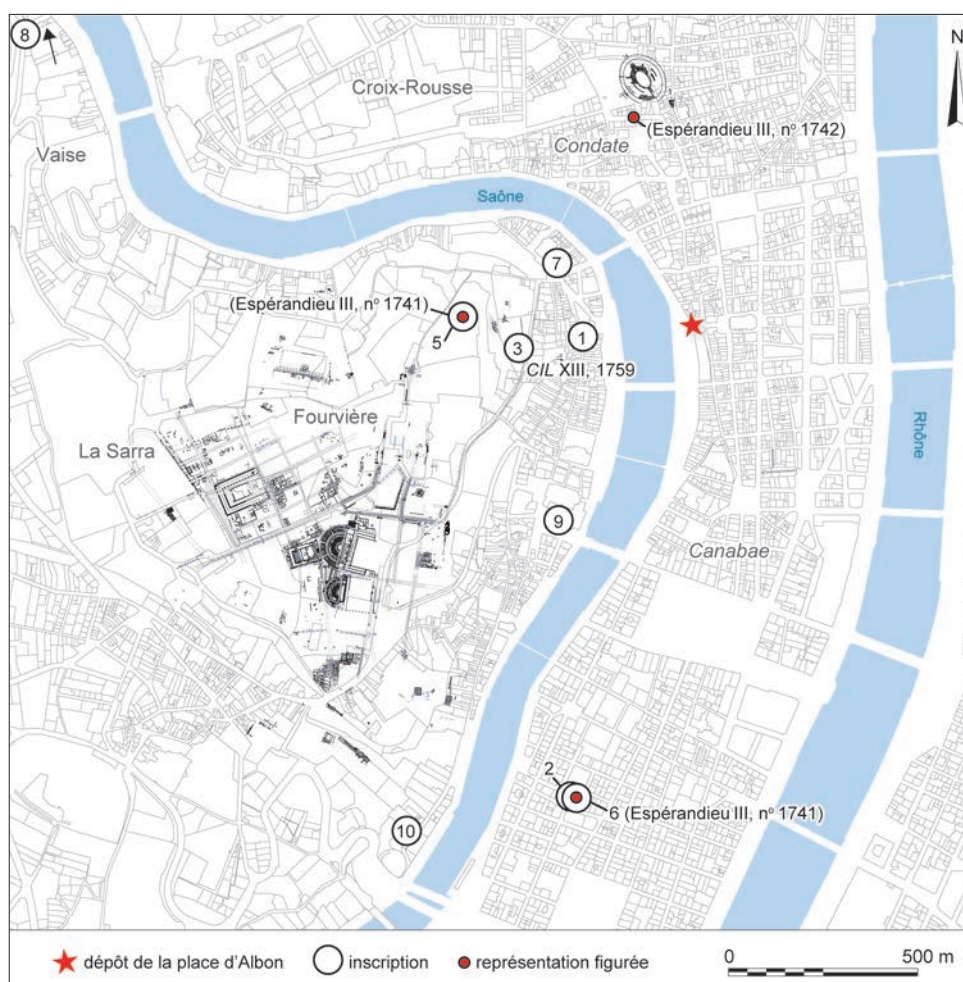 8
N
Croix-Rousse
(Espérandieu III, nº 1742)
Condate
Vaise
Saône
7
(Espérandieu III, nº 1741)
5
3
1
CIL XIII, 1759
Fourvière
La Sarra
Rhône
9
Canabae
2
6 (Espérandieu III, nº 1741)
10
dépôt de la place d'Albon
inscription
représentation figurée
0
500 m